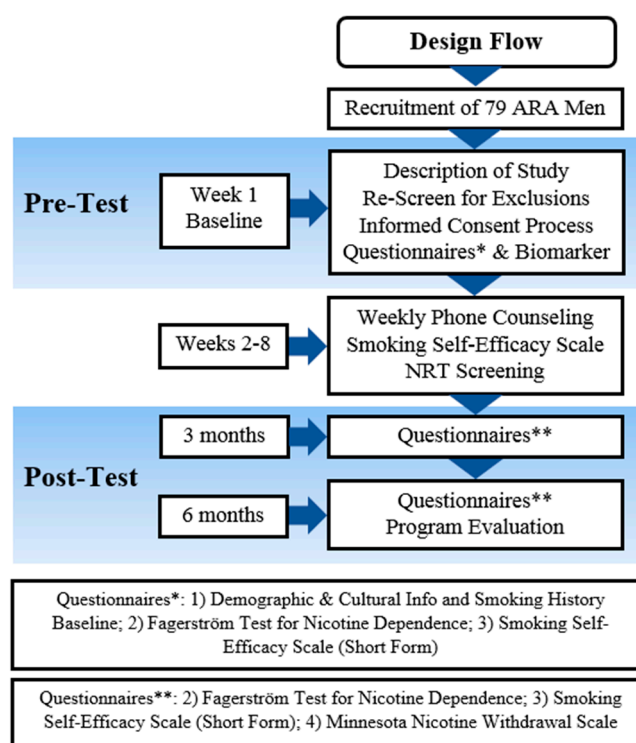 Design Flow
Recruitment of 79 ARA Men
Pre-Test
Week 1
Baseline
Description of Study
Re-Screen for Exclusions
Informed Consent Process
Questionnaires* & Biomarker
Weeks 2-8
Weekly Phone Counseling
Smoking Self-Efficacy Scale
NRT Screening
Post-Test
3 months
Questionnaires**
6 months
Questionnaires**
Program Evaluation
Questionnaires*: 1) Demographic & Cultural Info and Smoking History
Baseline; 2) Fagerström Test for Nicotine Dependence; 3) Smoking Self-
Efficacy Scale (Short Form)
Questionnaires**: 2) Fagerström Test for Nicotine Dependence; 3) Smoking
Self-Efficacy Scale (Short Form); 4) Minnesota Nicotine Withdrawal Scale